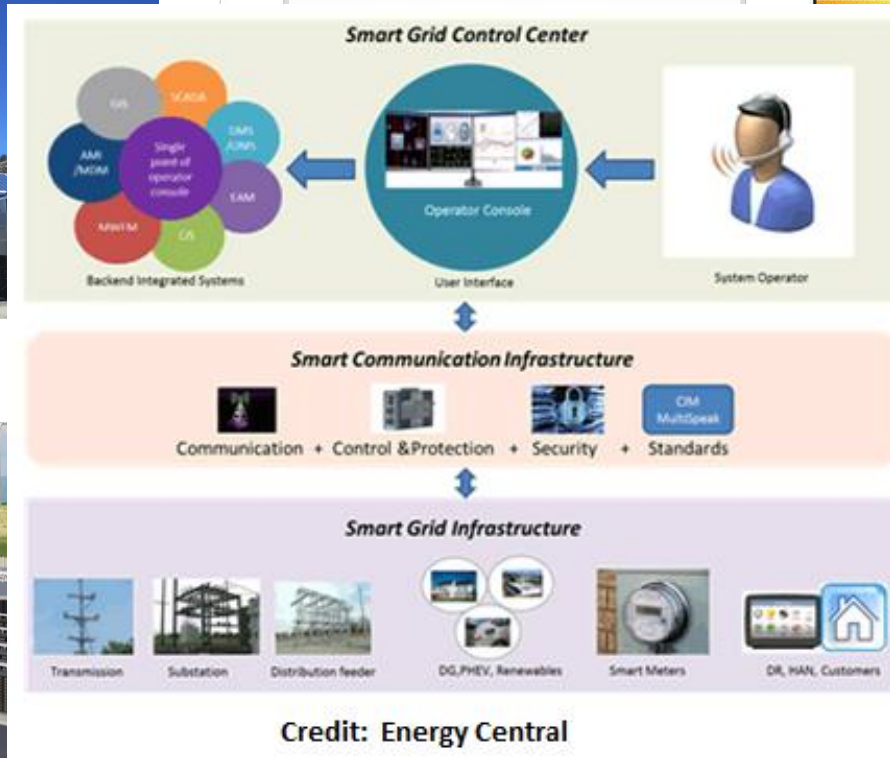 Smart Grid Control Center
GIS
SCADA
AMI
/MDM
Single
point of
operator
console
DMS
/OMS
EAM
MWFM
CIS
Operator Console
Backend Integrated Systems
User Interface
System Operator
Smart Communication Infrastructure
CIM
MultiSpeak
Communication + Control &Protection + Security + Standards
Smart Grid Infrastructure
Transmission
Substation
Distribution feeder
DG,PHEV, Renewables
Smart Meters
DR, HAN, Customers
Credit: Energy Central